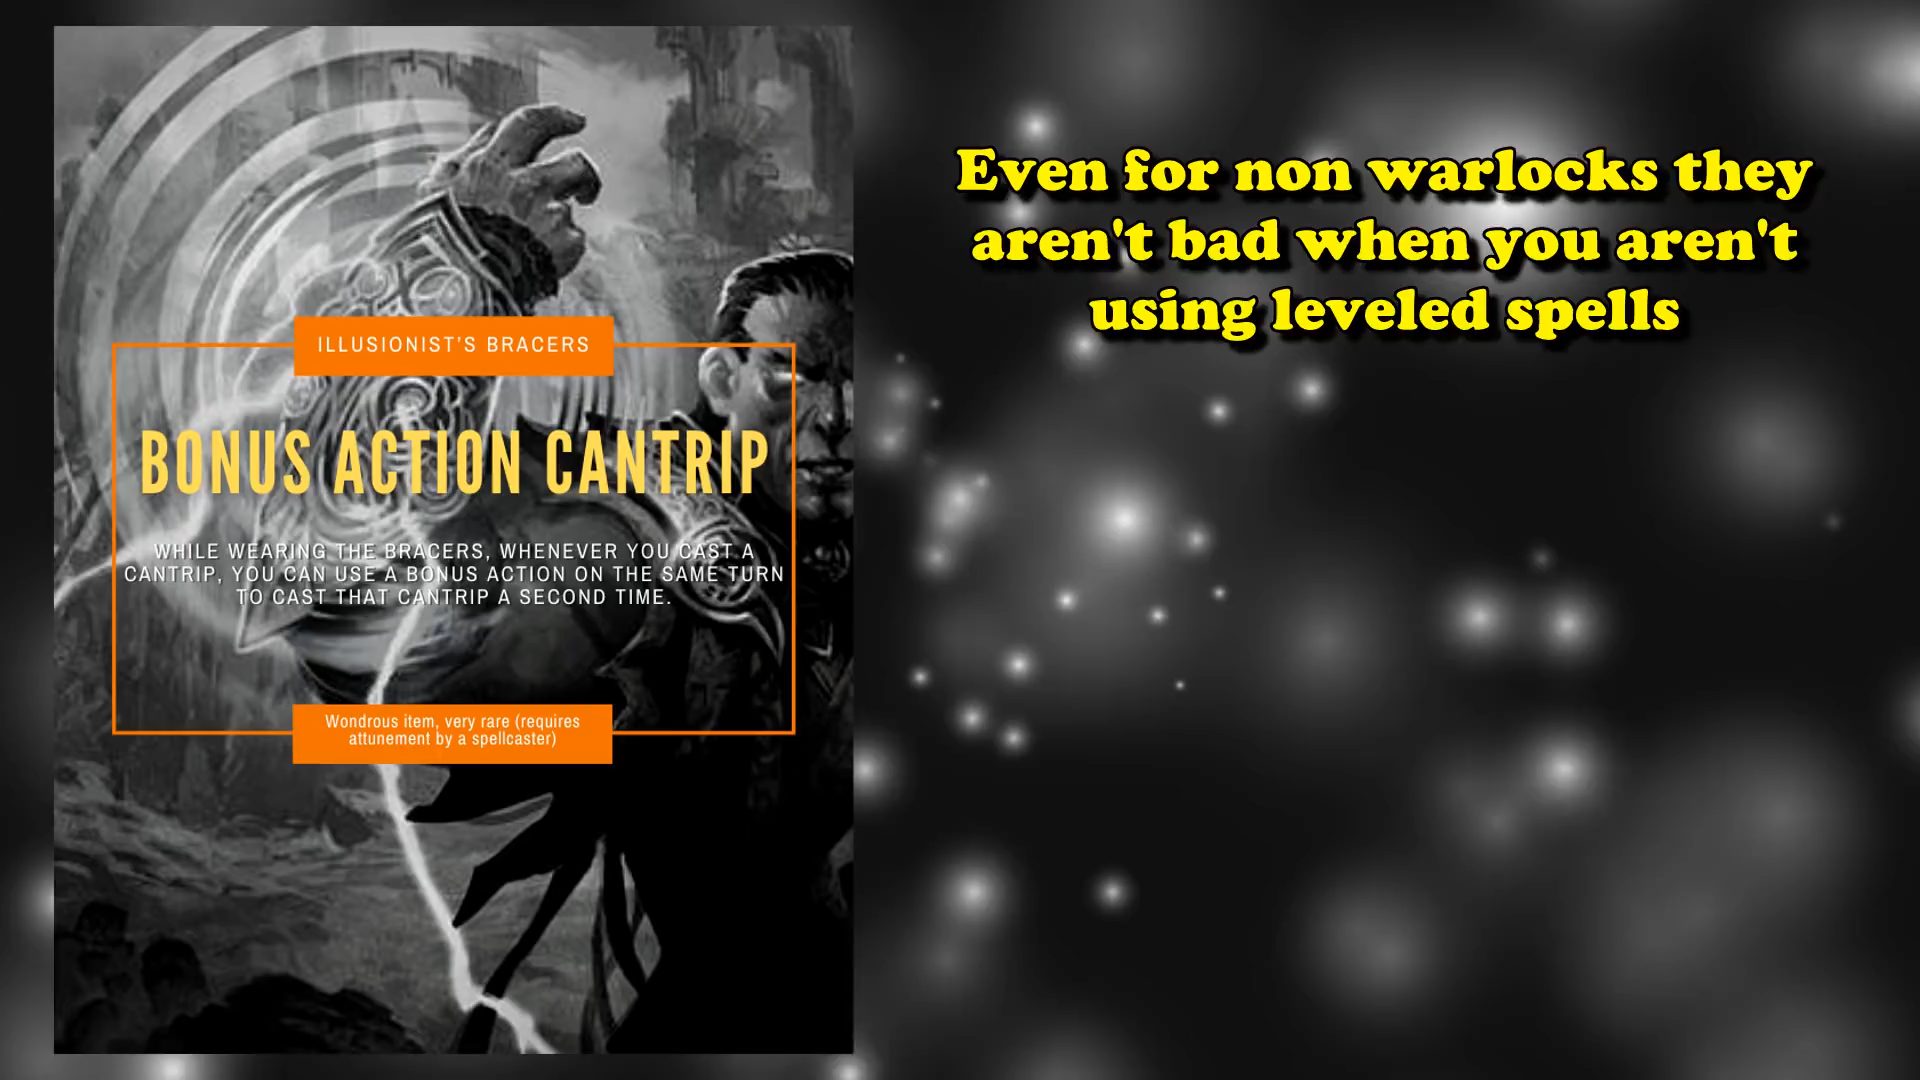 Even for non warlocks they
aren't bad when you aren't
using leveled spells
ILLUSIONIST'S BRACERS
BONUS ACTION CANTRIP
WHILE WEARING THE BRACERS, WHENEVER YOU CAST A
CANTRIP, YOU CAN USE A BONUS ACTION ON THE SAME TURN
TO CAST THAT CANTRIP A SECOND TIME.
Wondrous item, very rare (requires
attunement by a spellcaster)